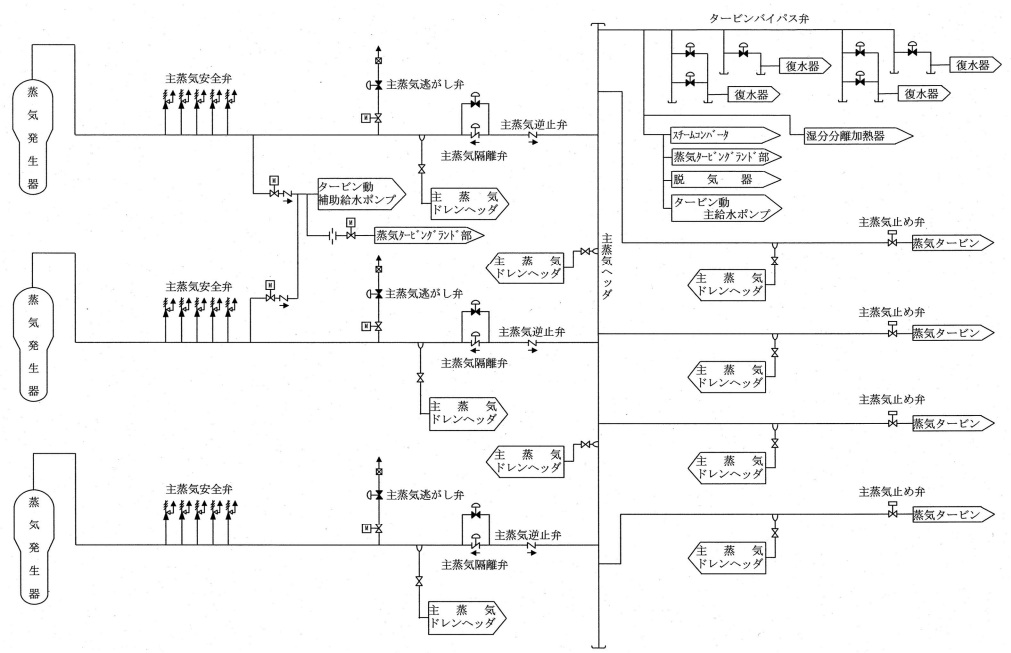 タービンバイパス弁
復水器
復水器
復水器
復水器
蒸気発生器
主蒸気安全弁
主蒸気逃がし弁
M
主蒸気逆止弁
主蒸気隔離弁
スチームコンバータ
湿分分離加熱器
蒸気タービングランド部
脱気器
タービン動
主給水ポンプ
M
タービン動
補助給水ポンプ
主蒸気
ドレンヘッダ
M
蒸気タービングランド部
主蒸気ヘッダ
主蒸気
ドレンヘッダ
主蒸気止め弁
蒸気タービン
主蒸気
ドレンヘッダ
蒸気発生器
主蒸気安全弁
M
主蒸気逃がし弁
M
主蒸気逆止弁
主蒸気隔離弁
主蒸気
ドレンヘッダ
主蒸気止め弁
蒸気タービン
主蒸気
ドレンヘッダ
主蒸気止め弁
蒸気タービン
主蒸気
ドレンヘッダ
主蒸気
ドレンヘッダ
蒸気発生器
主蒸気安全弁
主蒸気逃がし弁
M
主蒸気逆止弁
主蒸気隔離弁
主蒸気
ドレンヘッダ
主蒸気止め弁
蒸気タービン
主蒸気
ドレンヘッダ